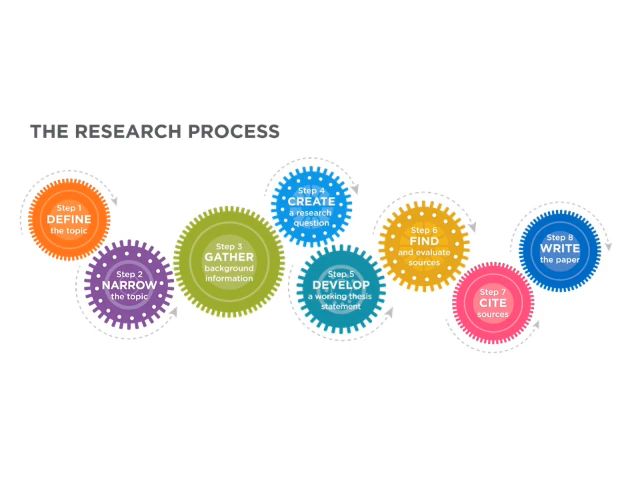 THE RESEARCH PROCESS
Step 1
DEFINE
the topic
Step 2
NARROW
the topic
Step 3
GATHER
background
information
Step 4
CREATE
a research
question
Step 5
DEVELOP
a working thesis
statement
Step 6
FIND
and evaluate
sources
Step 7
CITE
sources
Step 8
WRITE
the paper